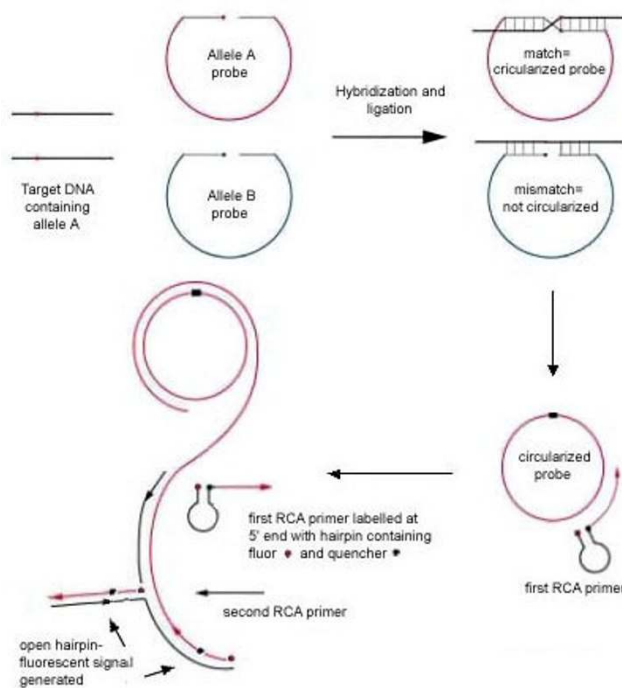 Allele A
probe
Hybridization and
ligation
match=
cricularized probe
Target DNA
containing
allele A
Allele B
probe
mismatch=
not circularized
circularized
probe
first RCA primer labelled at
5' end with hairpin containing
fluor and quencher
first RCA primer
second RCA primer
open hairpin-
fluorescent signal
generated